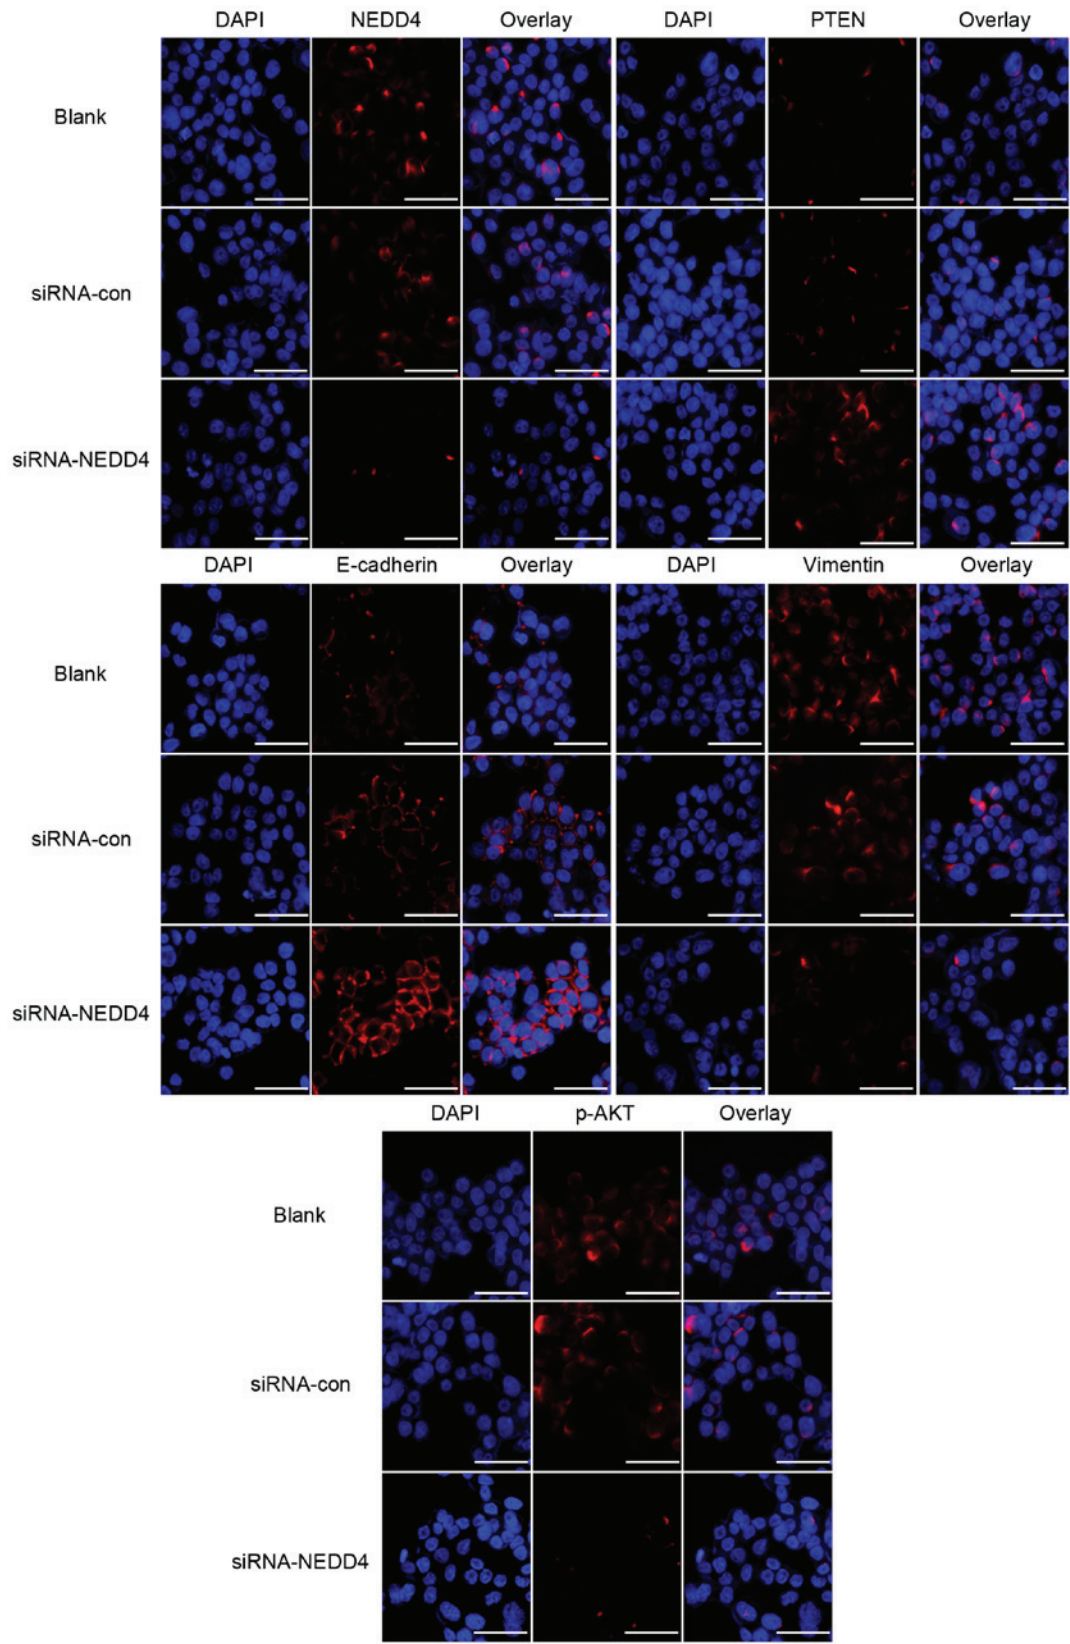 DAPI NEDD4 Overlay DAPI PTEN Overlay
Blank
siRNA-con
siRNA-NEDD4
DAPI E-cadherin Overlay DAPI Vimentin Overlay
Blank
siRNA-con
siRNA-NEDD4
DAPI p-AKT Overlay
Blank
siRNA-con
siRNA-NEDD4